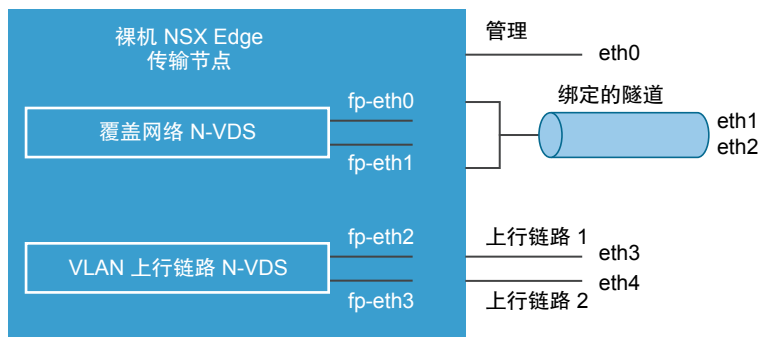 裸机 NSX Edge
传输节点
管理
eth0
fp-eth0
绑定的隧道
覆盖网络 N-VDS
eth1
eth2
fp-eth1
fp-eth2
上行链路 1
eth3
VLAN 上行链路 N-VDS
eth4
fp-eth3
上行链路 2